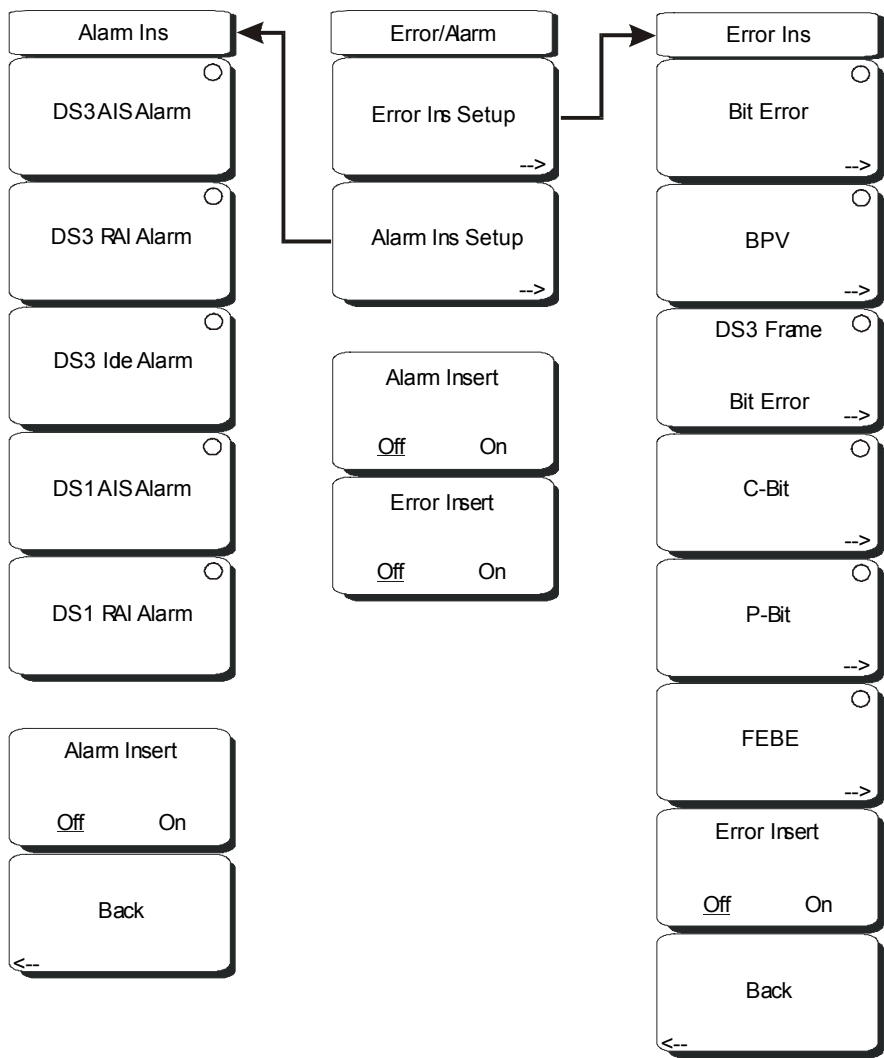 Alarm Ins
DS3 AIS Alarm
DS3 RAI Alarm
DS3 Ide Alarm
DS1 AIS Alarm
DS1 RAI Alarm
Alarm Insert
Off On
Back
<--
Error/Alarm
Error Ins Setup
-->
Alarm Ins Setup
-->
Alarm Insert
Off On
Error Insert
Off On
Error Ins
Bit Error
-->
BPV
-->
DS3 Frame
Bit Error
-->
C-Bit
-->
P-Bit
-->
FEBE
-->
Error Insert
Off On
Back
<--